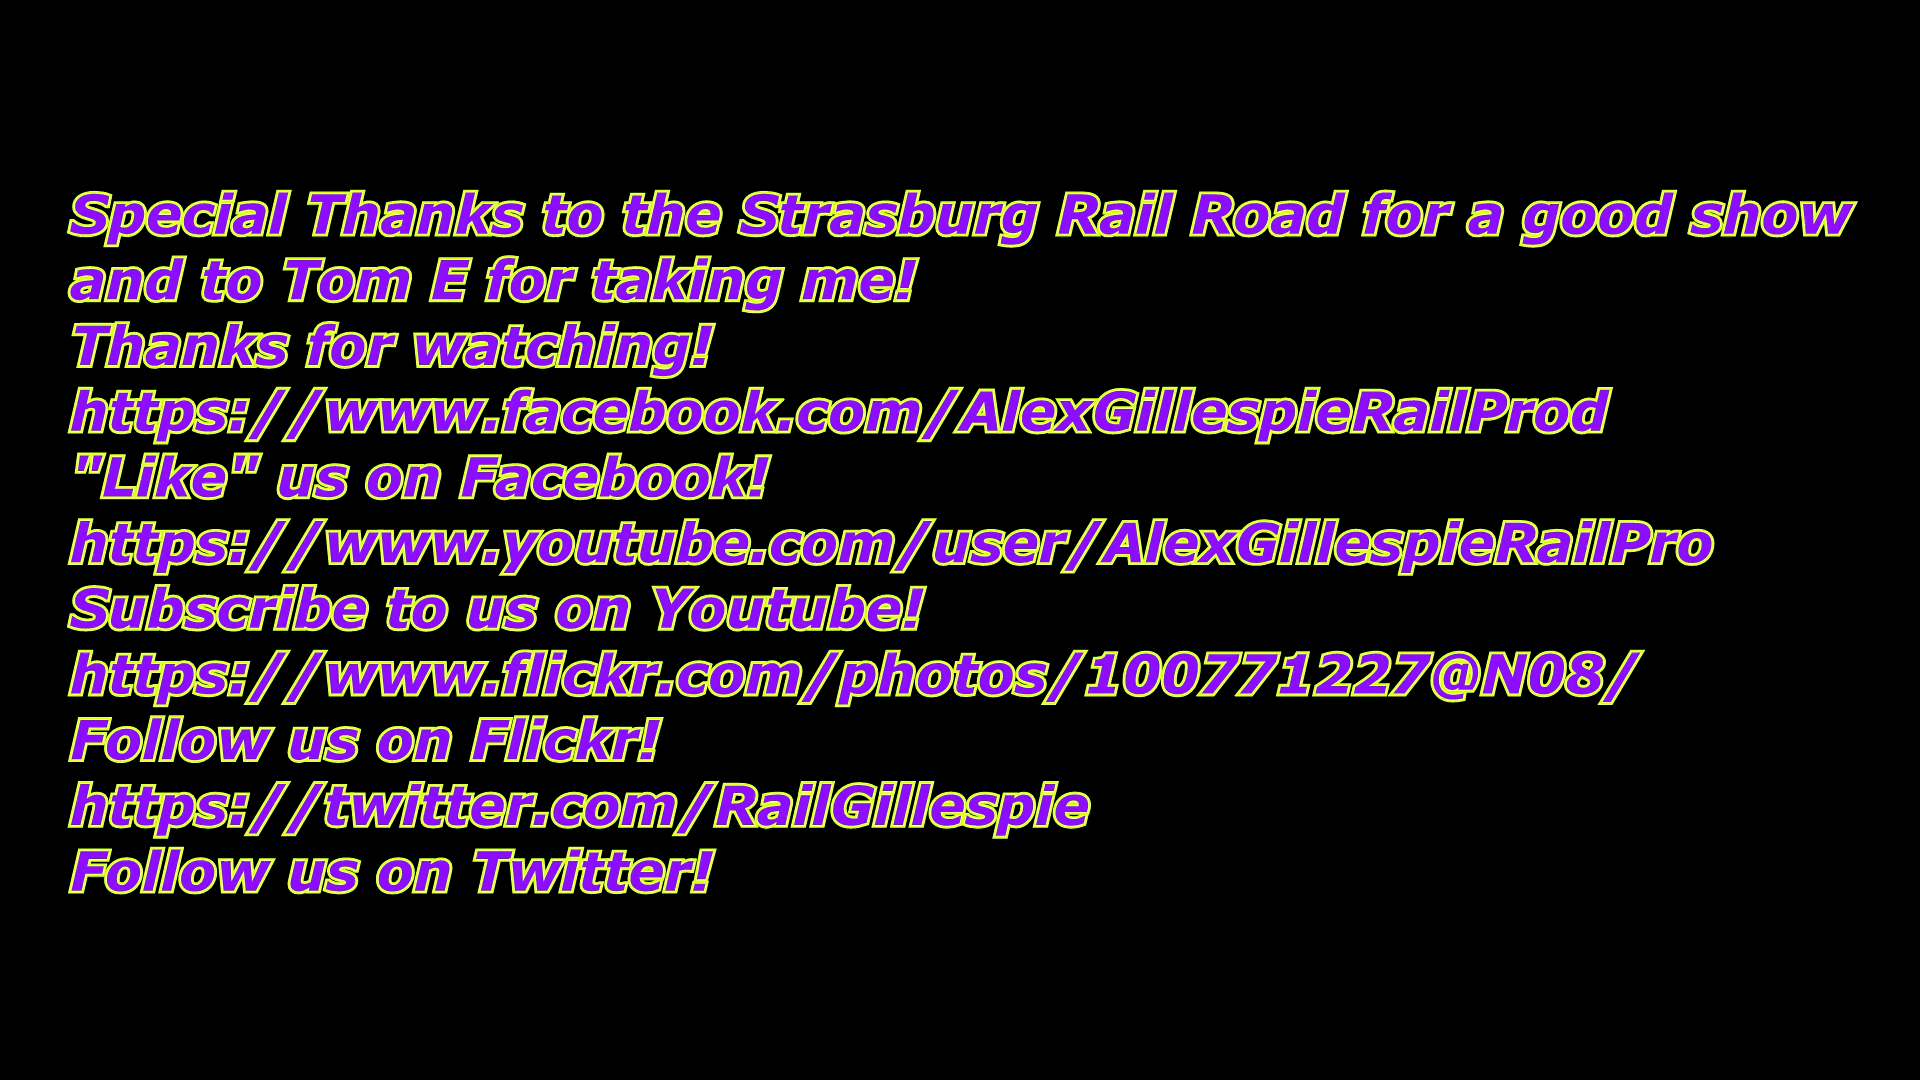 Special Thanks to the Strasburg Rail Road for a good show
and to Tom E for taking me!
Thanks for watching!
https://www.facebook.com/AlexGillespieRailProd
"Like" us on Facebook!
https://www.youtube.com/user/AlexGillespieRailPro
Subscribe to us on Youtube!
https://www.flickr.com/photos/100771227@N08/
Follow us on Flickr!
https://twitter.com/RailGillespie
Follow us on Twitter!